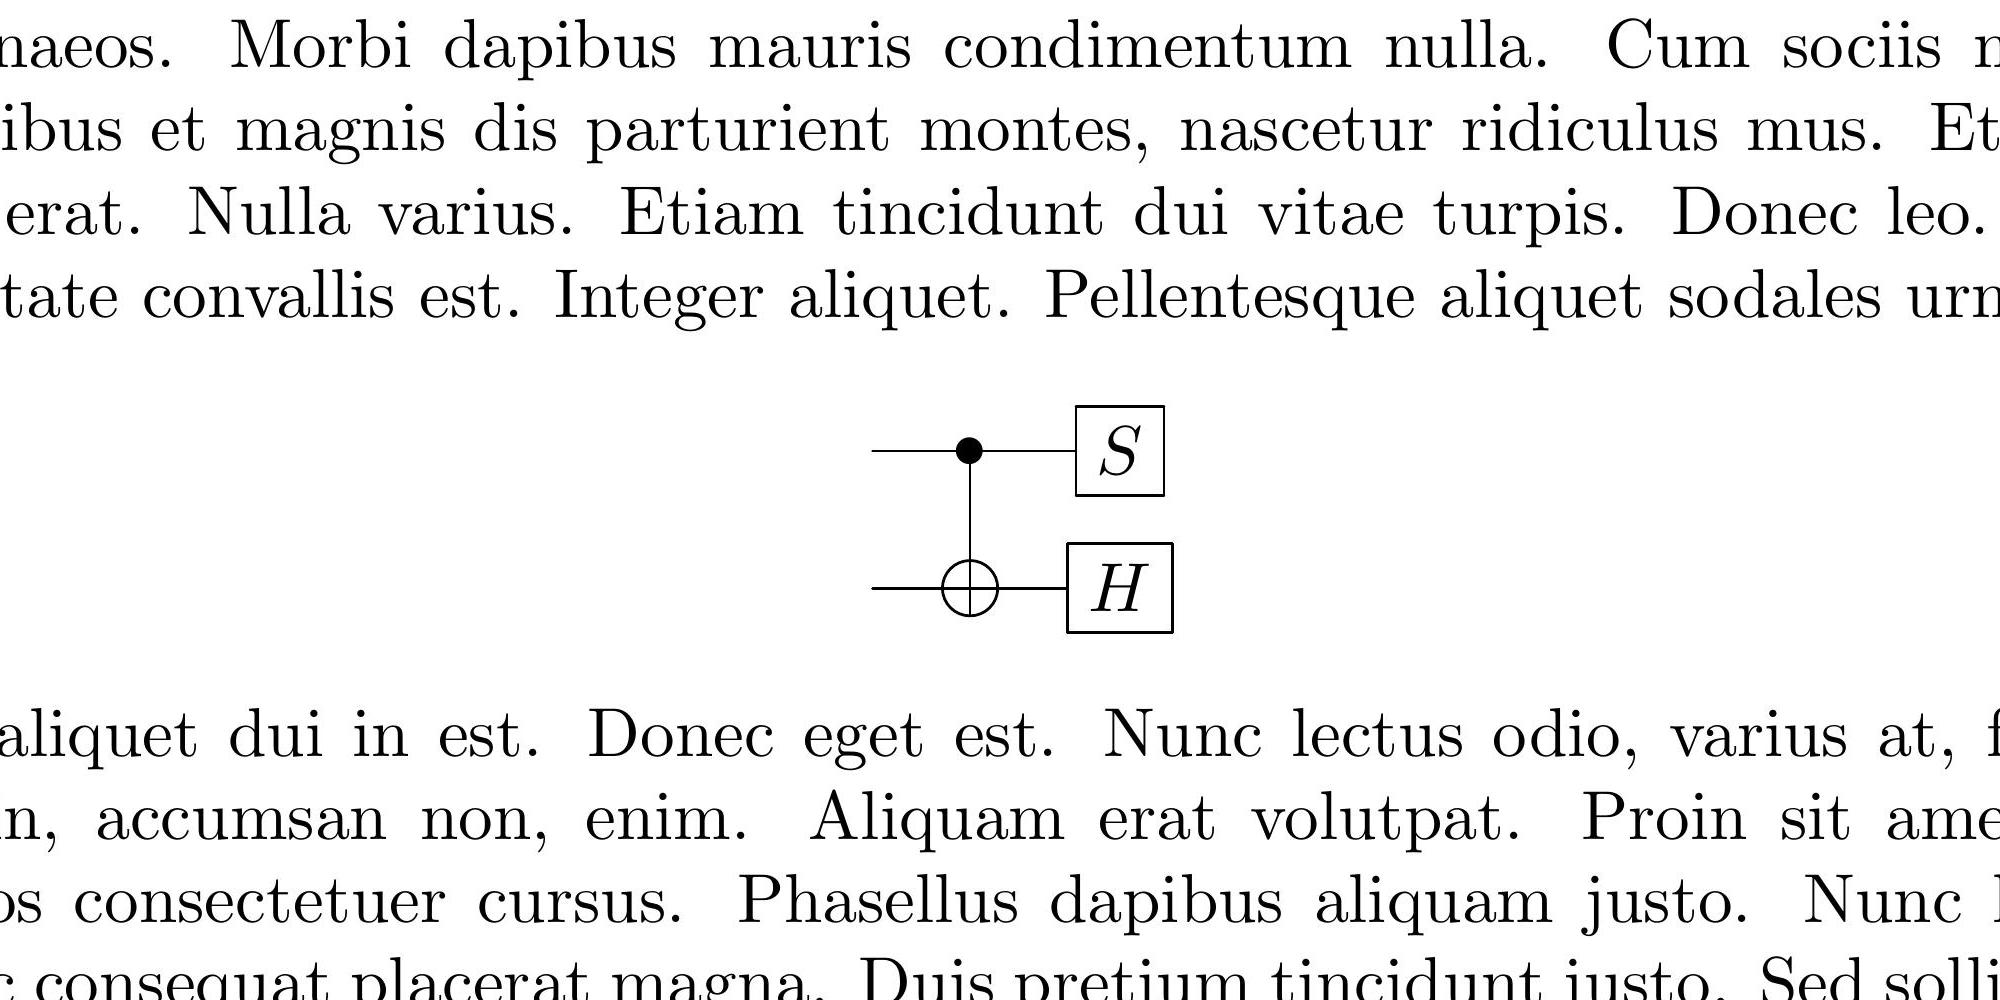 naeos. Morbi dapibus mauris condimentum nulla. Cum sociis
ibus et magnis dis parturient montes, nascetur ridiculus mus. Et
erat. Nulla varius. Etiam tincidunt dui vitae turpis. Donec leo.
tate convallis est. Integer aliquet. Pellentesque aliquet sodales urn
S
H
aliquet dui in est. Donec eget est. Nunc lectus odio, varius at,
in, accumsan non, enim. Aliquam erat volutpat. Proin sit ame
os consectetuer cursus. Phasellus dapibus aliquam justo. Nunc
c consequat placerat magna. Duis pretium tincidunt justo. Sed solli